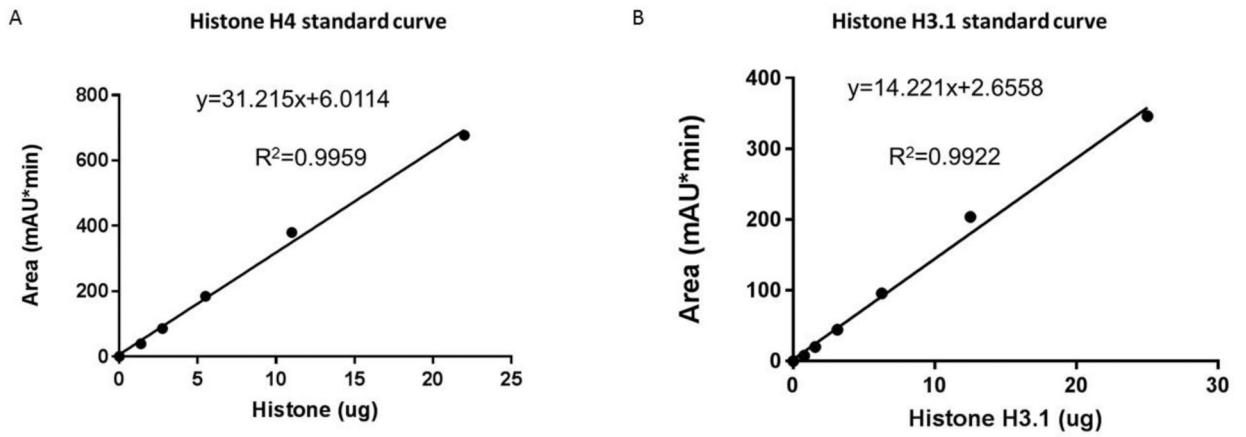 A
Histone H4 standard curve
y=31.215x+6.0114
R²=0.9959
Area (mAU*min)
800
600
400
200
0
0 5 10 15 20 25
Histone (ug)
B
Histone H3.1 standard curve
y=14.221x+2.6558
R²=0.9922
Area (mAU*min)
400
300
200
100
0
0 10 20 30
Histone H3.1 (ug)